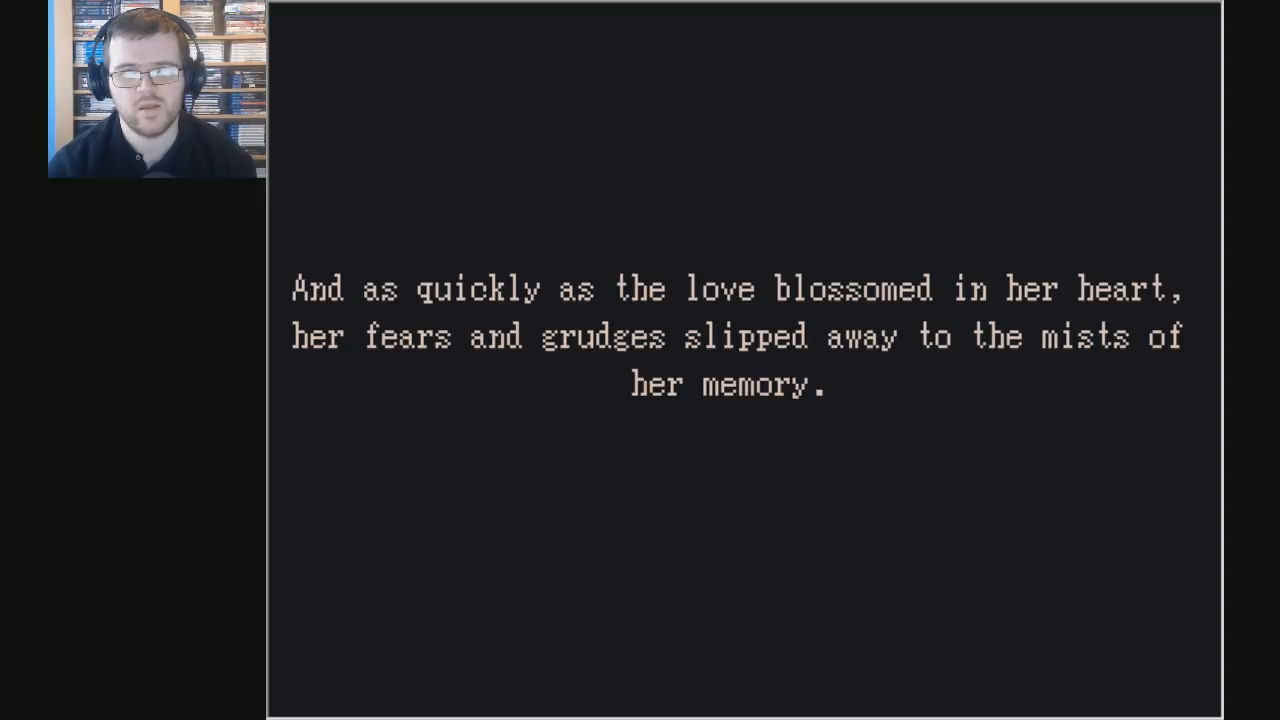 And as quickly as the love blossomed in her heart,
her fears and grudges slipped away to the mists of
her memory.